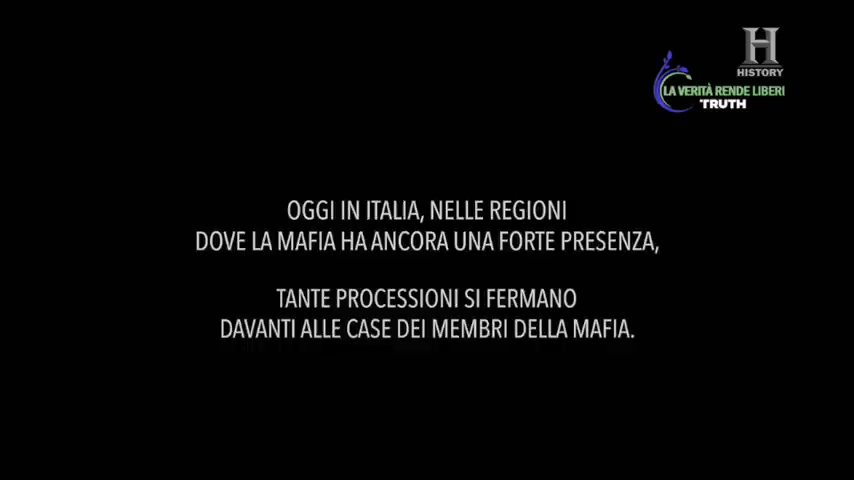 H
HISTORY
LA VERITÀ RENDE LIBERI
TRUTH
OGGI IN ITALIA, NELLE REGIONI
DOVE LA MAFIA HA ANCORA UNA FORTE PRESENZA,
TANTE PROCESSIONI SI FERMANO
DAVANTI ALLE CASE DEI MEMBRI DELLA MAFIA.